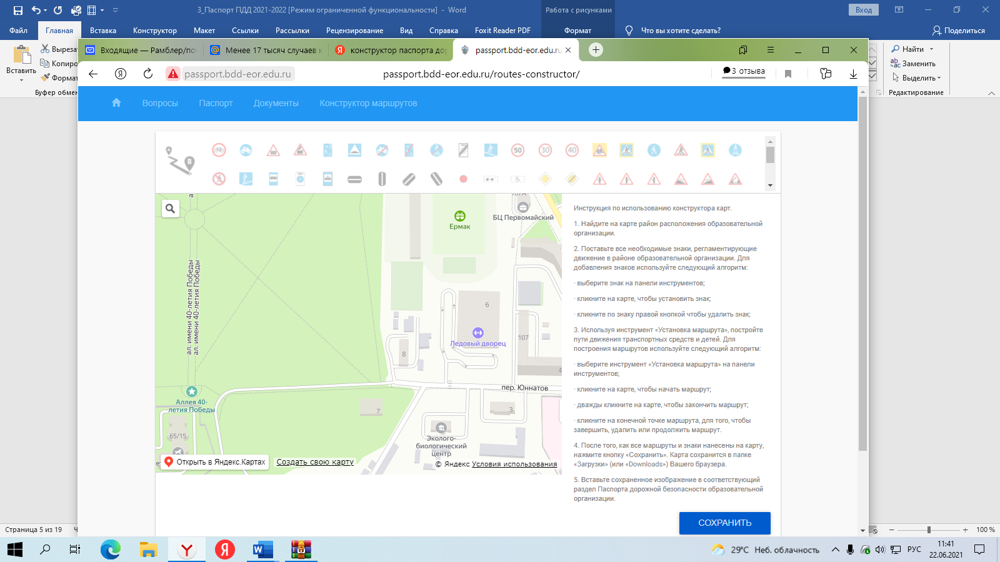 3_Паспорт ПДД 2021-2022 [Режим ограниченной функциональности] - Word
Работа с рисунками
Вход
Файл Главная Вставка Конструктор Макет Ссылки Рассылки Рецензирование Вид Справка Foxit Reader PDF Формат Что вы хотите сделать? Поделиться
Входящие — Рамблер/по
Менее 17 тысяч случаев к
конструктор паспорта дор
passport.bdd-eor.edu.ru
Выреза
Копиро
Формат
Вставить
Буфер обмен
Найти
Заменить
Выделить
Редактирование
passport.bdd-eor.edu.ru
passport.bdd-eor.edu.ru/routes-constructor/
3 отзыва
Вопросы Паспорт Документы Конструктор маршрутов
50 30 40
A
B
107А
БЦ Первомайский
Ермак
ал. имени 40-летия Победы
ал. имени 40-летия Победы
6
Ледовый дворец
107
8
4
пер. Юннатов
Аллея 40-
летия Победы
7
3
65/15
Эколого-
биологический
центр
Открыть в Яндекс.Картах
Создать свою карту
© Яндекс Условия использования
Инструкция по использованию конструктора карт.
1. Найдите на карте район расположения образовательной
организации.
2. Поставьте все необходимые знаки, регламентирующие
движение в районе образовательной организации. Для
добавления знаков используйте следующий алгоритм:
· выберите знак на панели инструментов;
· кликните на карте, чтобы установить знак;
· кликните по знаку правой кнопкой чтобы удалить знак;
3. Используя инструмент «Установка маршрута», постройте
пути движения транспортных средств и детей. Для
построения маршрутов используйте следующий алгоритм:
· выберите инструмент «Установка маршрута» на панели
инструментов;
· кликните на карте, чтобы начать маршрут;
· дважды кликните на карте, чтобы закончить маршрут;
· кликните на конечной точке маршрута, для того, чтобы
завершить, удалить или продолжить маршрут.
4. После того, как все маршруты и знаки нанесены на карту,
нажмите кнопку «Сохранить». Карта сохранится в папке
«Загрузки» (или «Downloads») Вашего браузера.
5. Вставьте сохраненное изображение в соответствующий
раздел Паспорта дорожной безопасности образовательной
организации.
СОХРАНИТЬ
Страница 5 из 19
100 %
29°C Неб. облачность
РУС
11:41
22.06.2021